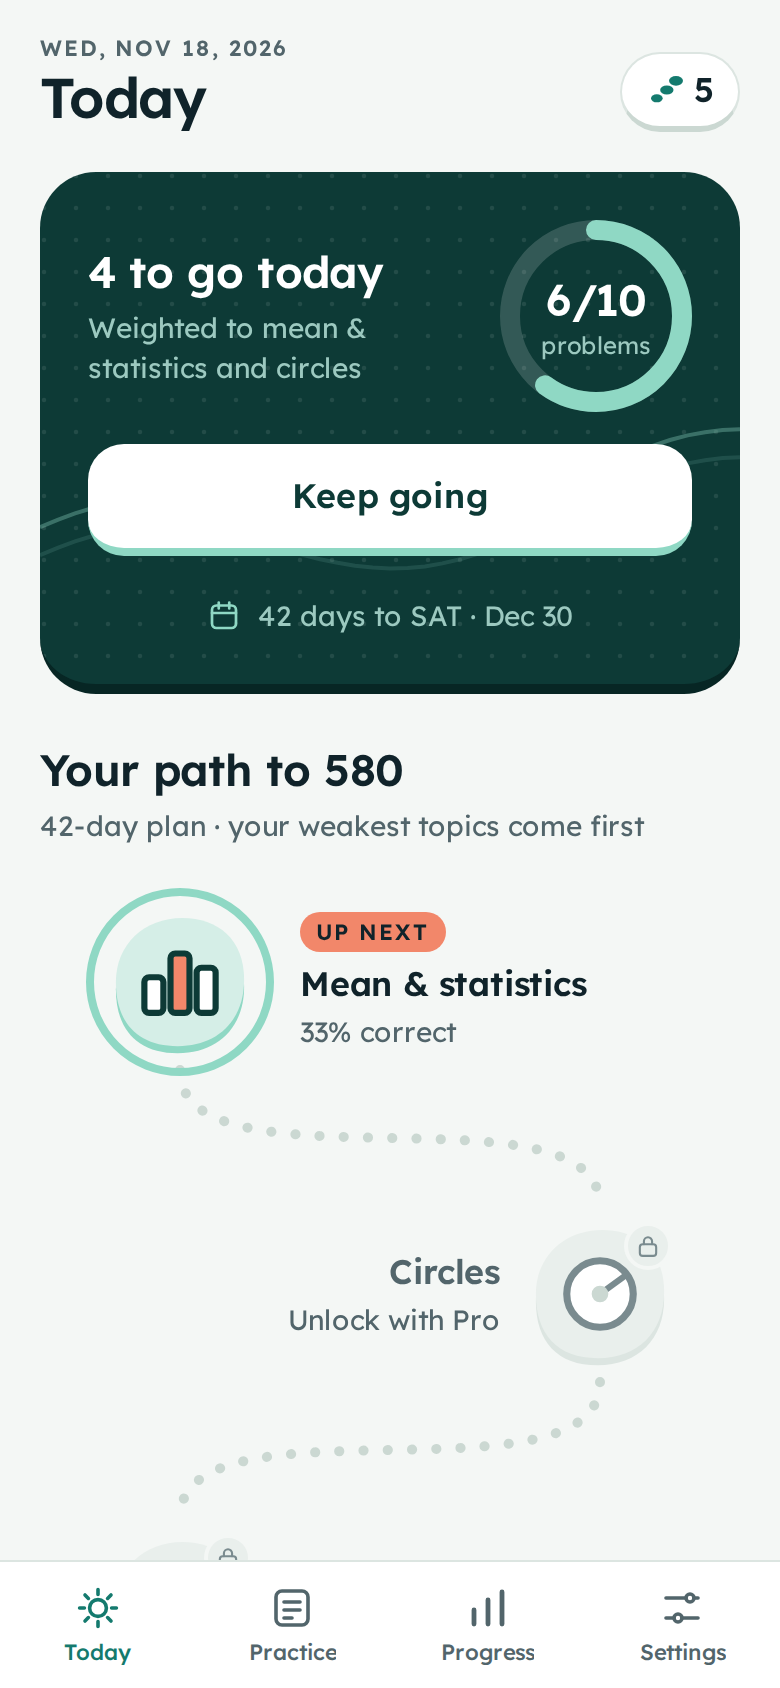 WED, NOV 18, 2026
Today
5
4 to go today
Weighted to mean &
statistics and circles
6/10
problems
Keep going
42 days to SAT · Dec 30
Your path to 580
42-day plan · your weakest topics come first
UP NEXT
Mean & statistics
33% correct
Circles
Unlock with Pro
Today
Practice
Progress
Settings